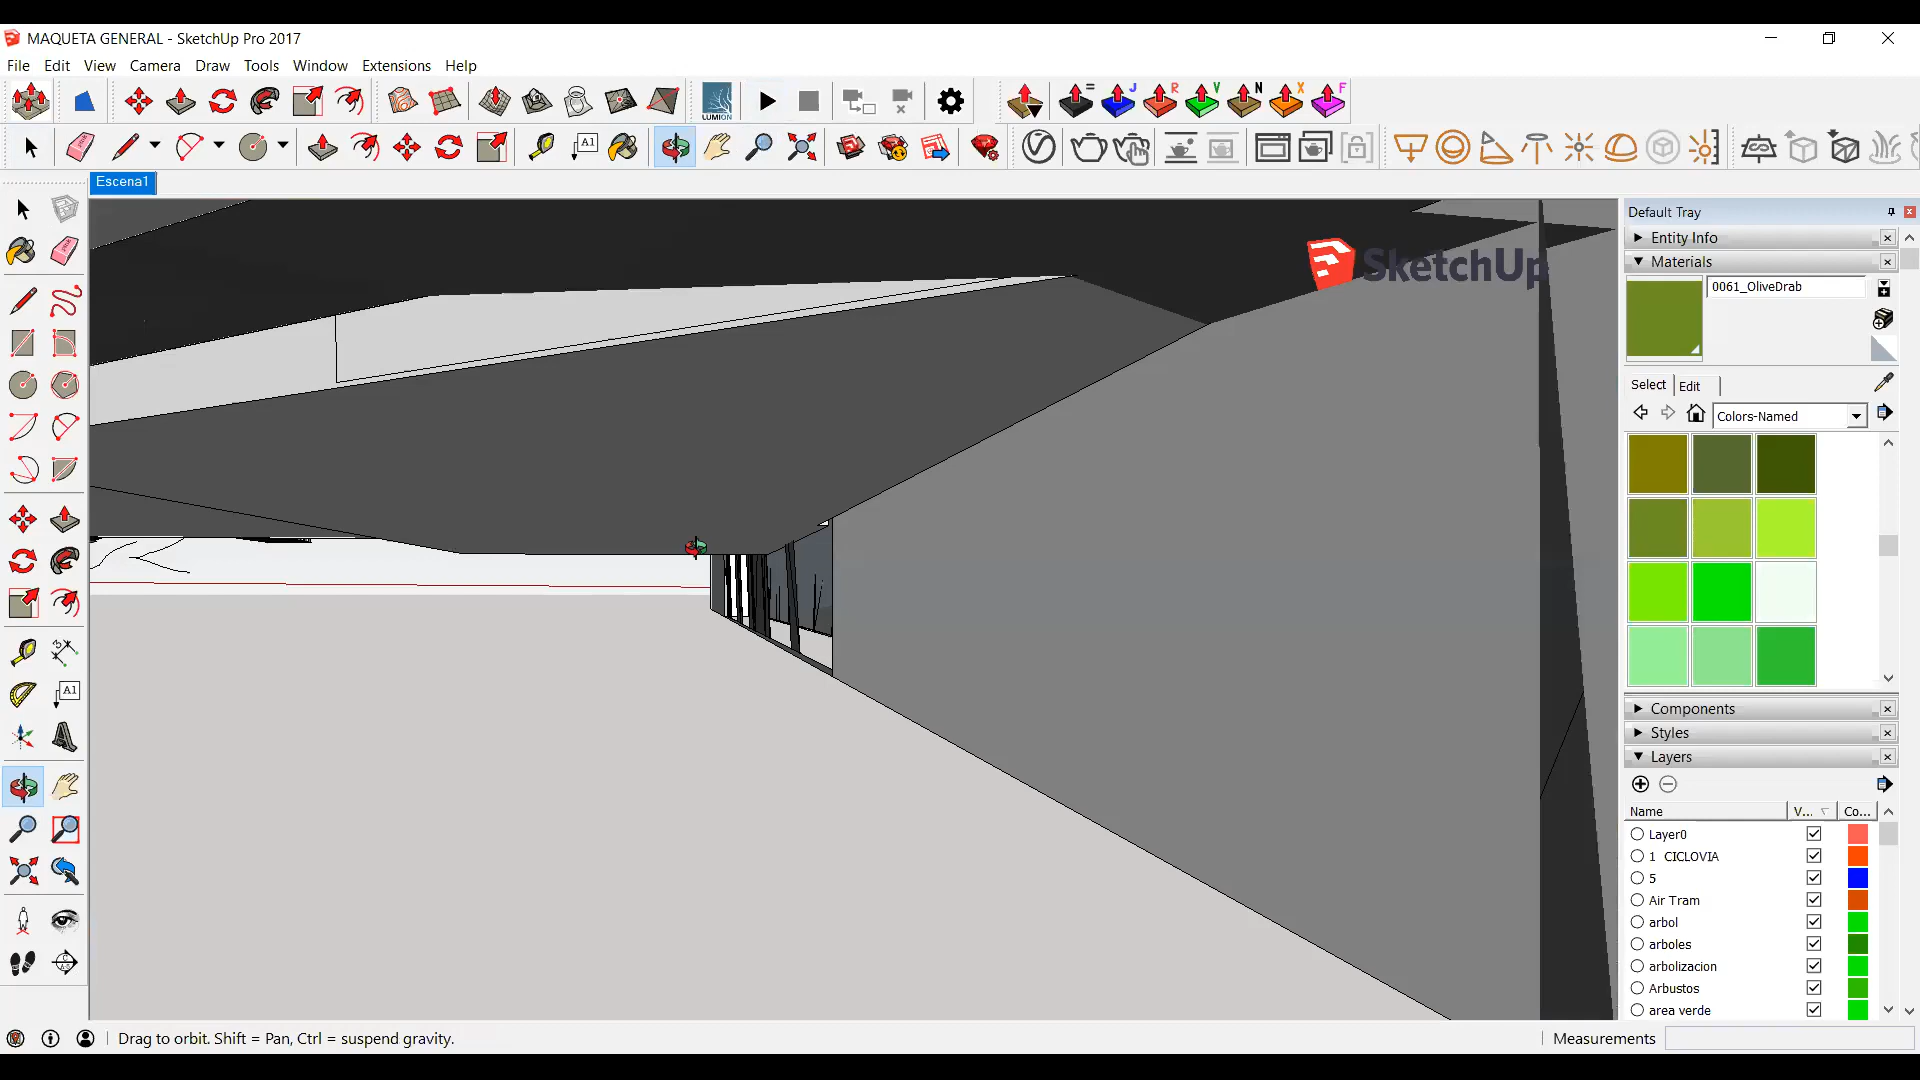 MAQUETA GENERAL - SketchUp Pro 2017
File Edit View Camera Draw Tools Window Extensions Help
LUMION
= J R V N X F
A1
Escena1
SketchUp
Default Tray
Entity Info
Materials
0061_OliveDrab
Select Edit
Colors-Named
A1
Components
Styles
Layers
Name V... Co...
Layer0
1 CICLOVIA
5
Air Tram
arbol
arboles
arbolizacion
Arbustos
area verde
Drag to orbit. Shift = Pan, Ctrl = suspend gravity.
Measurements